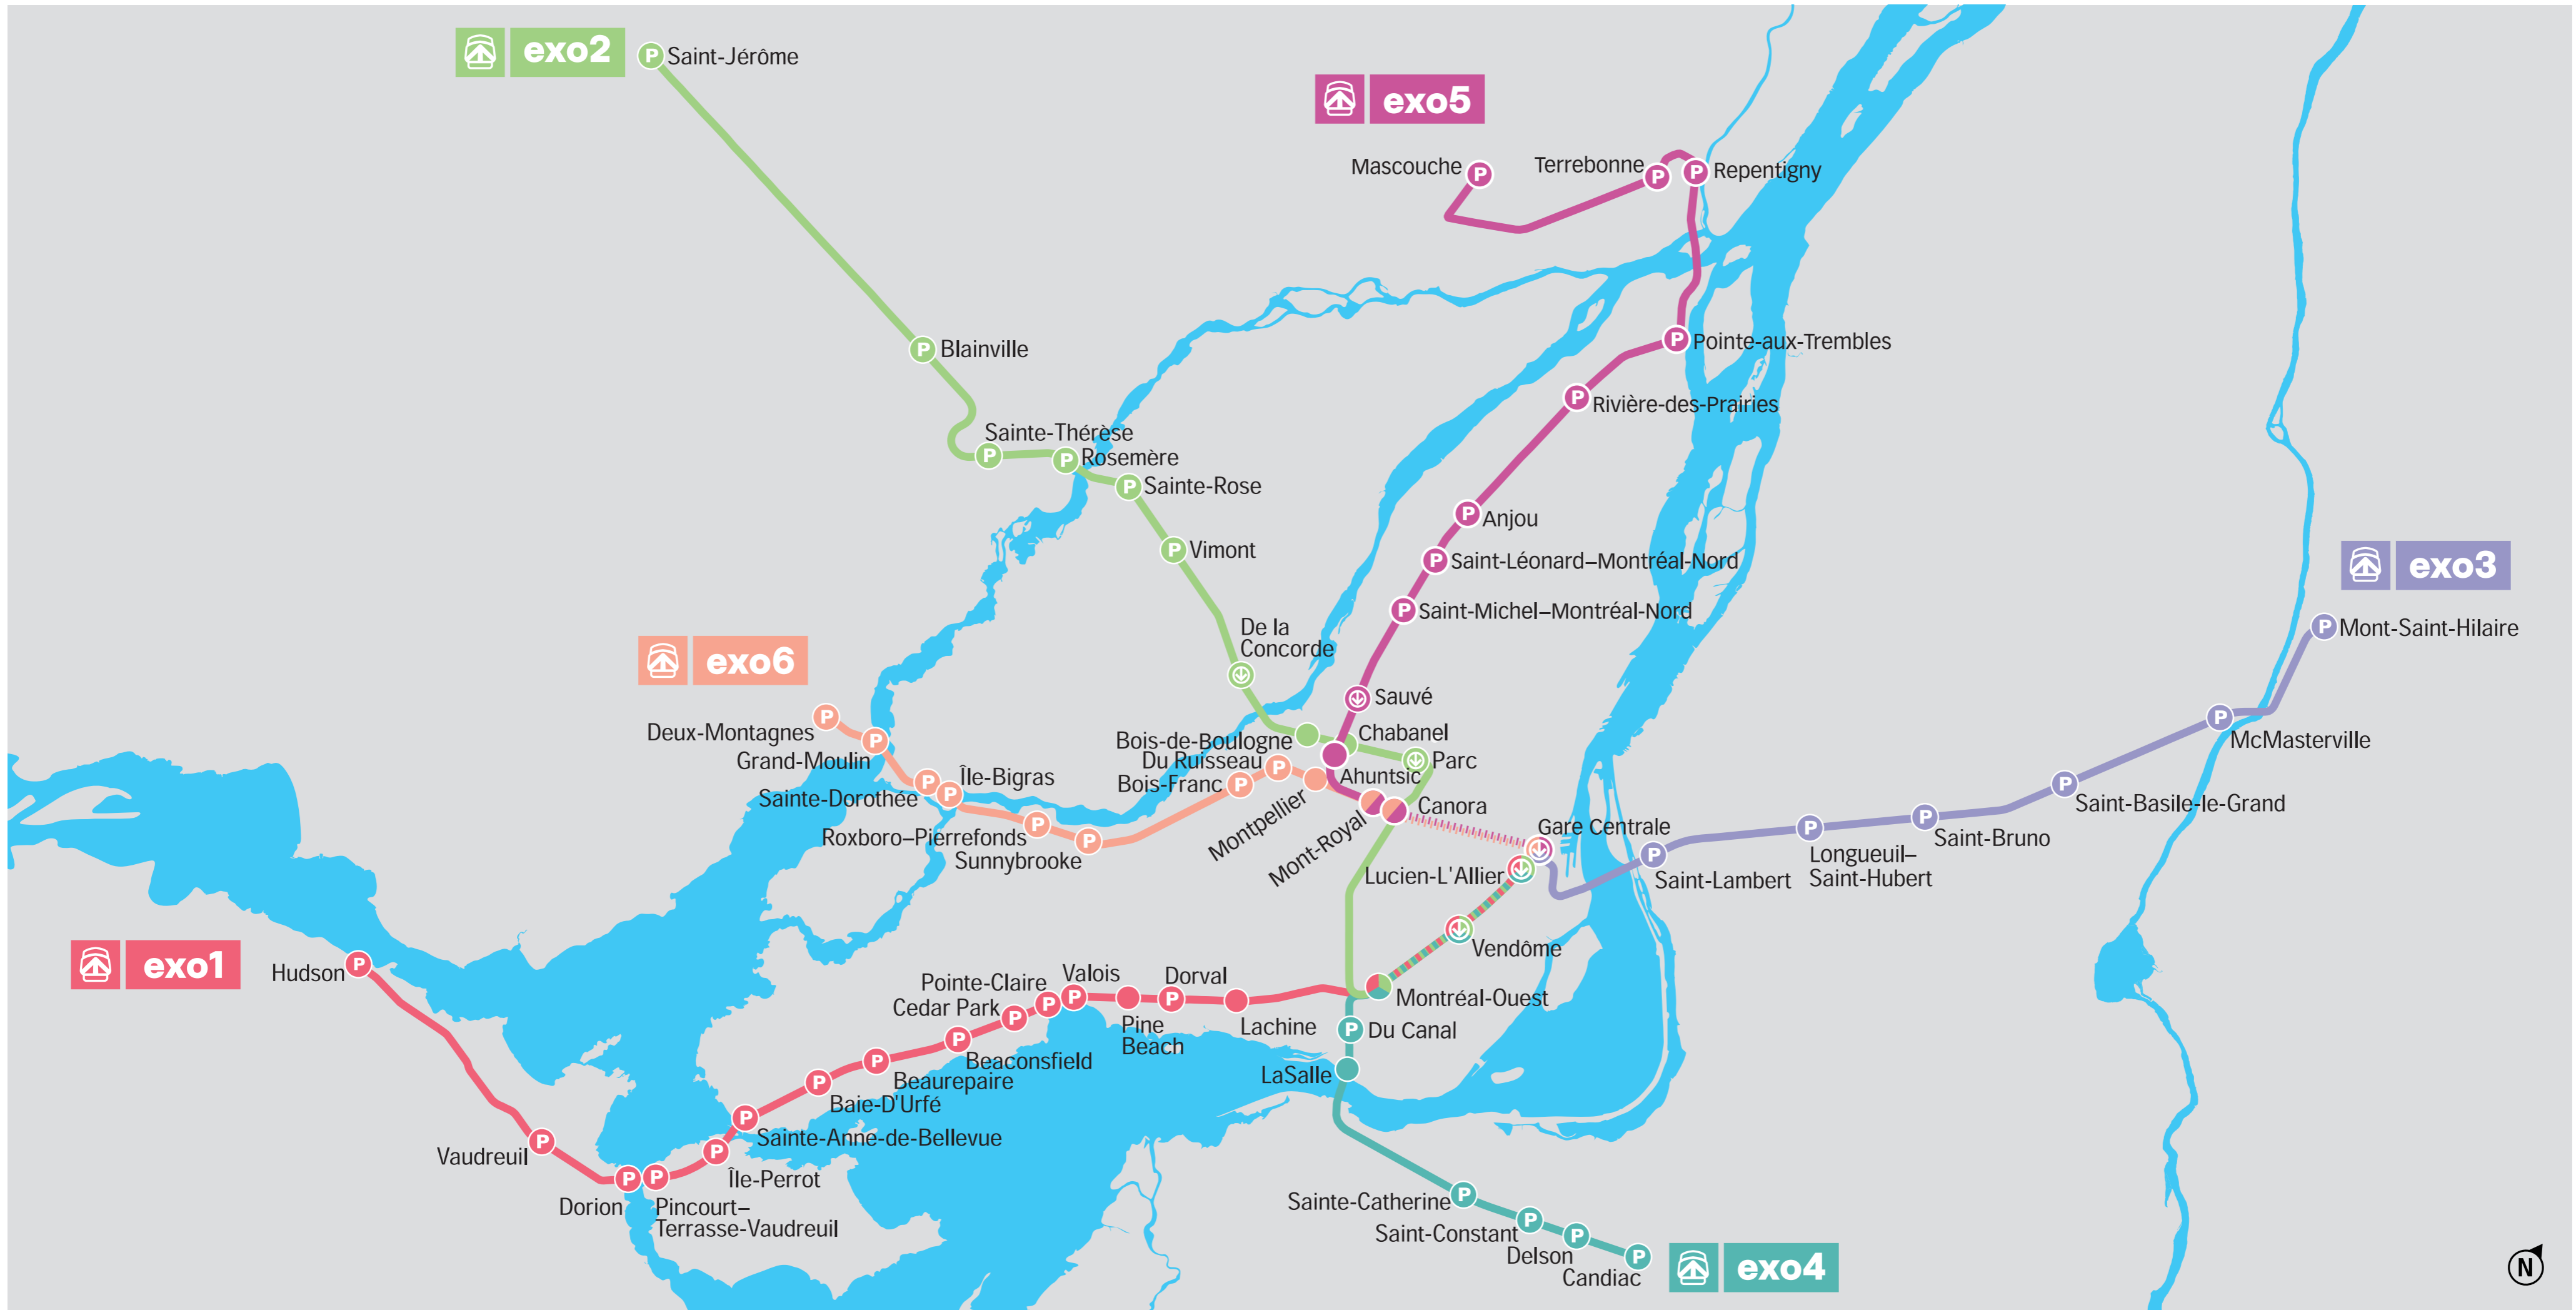 exo2
Saint-Jérôme
Blainville
Sainte-Thérèse
Rosemère
Sainte-Rose
Vimont
De la
Concorde
Bois-de-Boulogne
Chabanel
Parc
exo5
Mascouche
Terrebonne
Repentigny
Pointe-aux-Trembles
Rivière-des-Prairies
Anjou
Saint-Léonard–Montréal-Nord
Saint-Michel–Montréal-Nord
Sauvé
Ahuntsic
exo6
Deux-Montagnes
Grand-Moulin
Sainte-Dorothée
Île-Bigras
Roxboro–Pierrefonds
Sunnybrooke
Bois-Franc
Du Ruisseau
Montpellier
Mont-Royal
Canora
Gare Centrale
Lucien-L'Allier
Vendôme
Montréal-Ouest
exo3
Mont-Saint-Hilaire
McMasterville
Saint-Basile-le-Grand
Saint-Bruno
Longueuil–
Saint-Hubert
Saint-Lambert
exo1
Hudson
Vaudreuil
Dorion
Pincourt–
Terrasse-Vaudreuil
Île-Perrot
Sainte-Anne-de-Bellevue
Baie-D'Urfé
Beaurepaire
Beaconsfield
Cedar Park
Pointe-Claire
Valois
Pine
Beach
Dorval
Lachine
Du Canal
LaSalle
Sainte-Catherine
Saint-Constant
Delson
Candiac
exo4
N